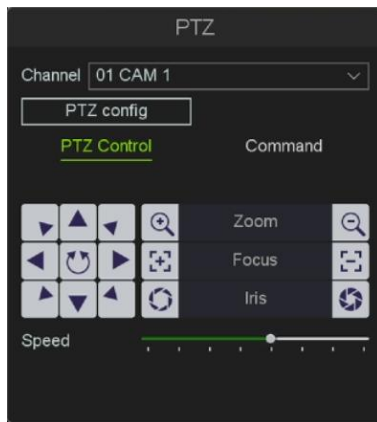 PTZ
Channel 01 CAM 1
PTZ config
PTZ Control Command
Zoom
Focus
Iris
Speed